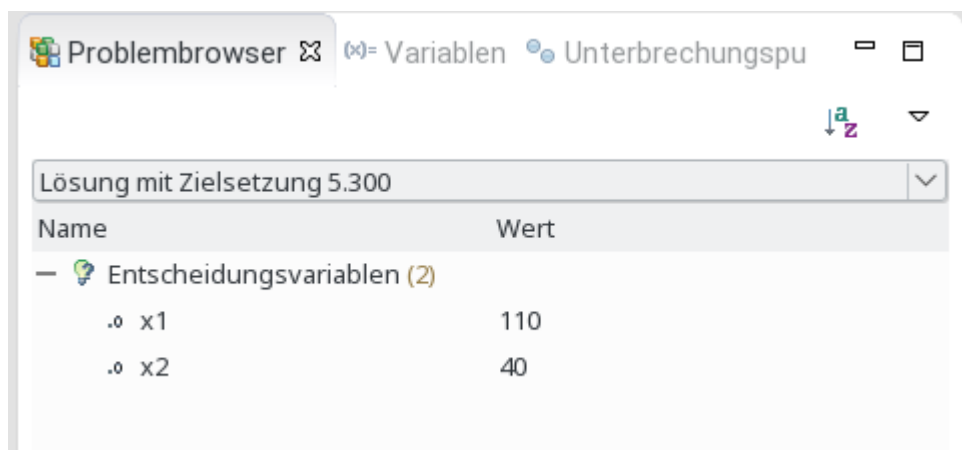 Problembrowser (x)= Variablen Unterbrechungspu
a
z
Lösung mit Zielsetzung 5.300
Name Wert
Entscheidungsvariablen (2)
.o x1 110
.o x2 40